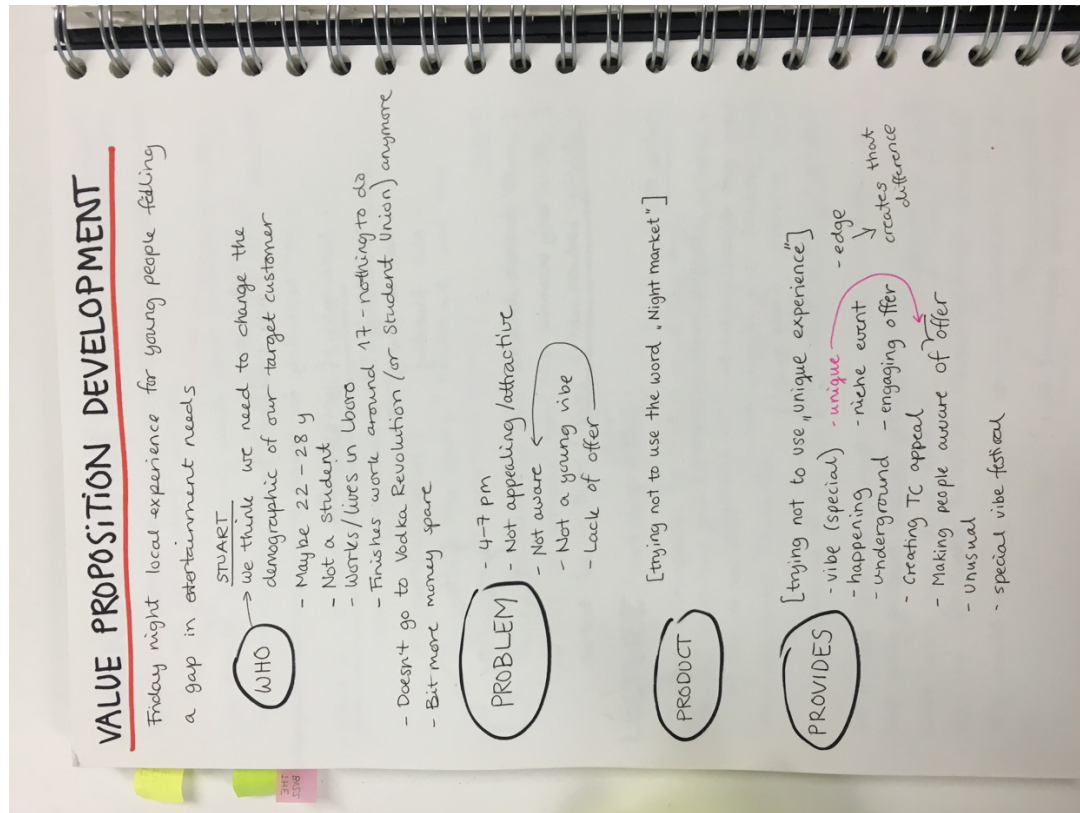 VALUE PROPOSITION DEVELOPMENT
Friday night local experience for young people filling
a gap in entertainment needs
STUART
WHO → we think we need to change the
demographic of our target customer
- Maybe 22-28 y
- Not a student
- Works/lives in Lboro
- Finishes work around 17 - nothing to do
- Doesn't go to Vodka Revolution (or Student Union) anymore
- Bit more money spare
PROBLEM
- 4-7 pm
- Not appealing/attractive
- Not aware
- Not a young vibe
- Lack of offer
PRODUCT
[trying not to use the word „Night market"]
PROVIDES
[trying not to use „unique experience"]
- vibe (special) - unique - edge
- happening - niche event
- underground - engaging offer
creates that
difference
- Creating TC appeal
- Making people aware of offer
- Unusual
- special vibe festival